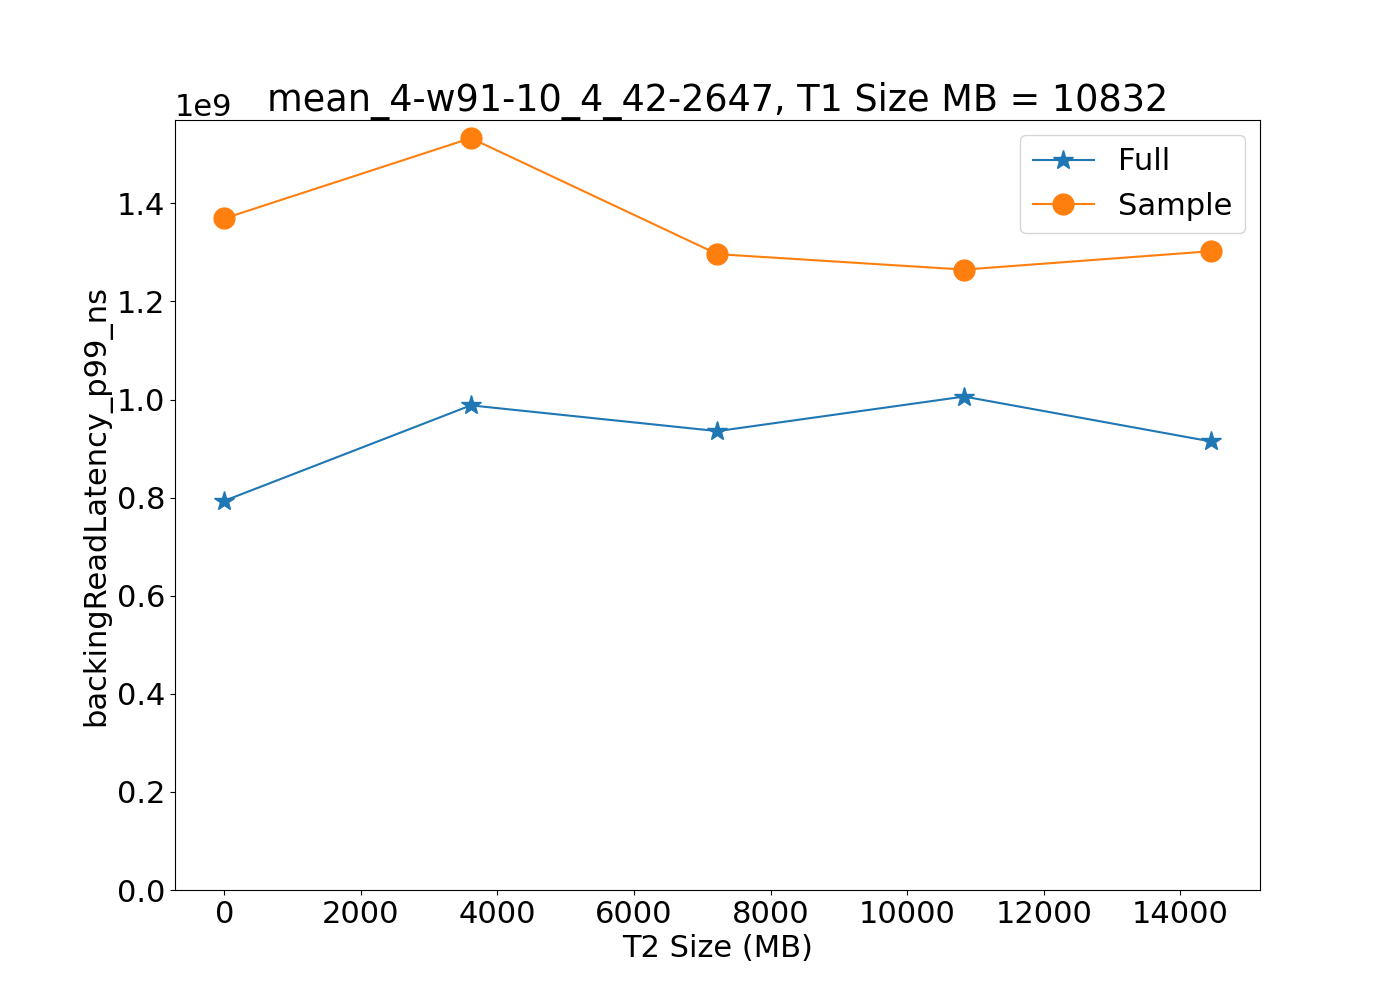 mean_4-w91-10_4_42-2647, T1 Size MB = 10832
1e9
Full
Sample
1.4
1.2
1.0
0.8
0.6
0.4
0.2
0.0
backingReadLatency_p99_ns
0 2000 4000 6000 8000 10000 12000 14000
T2 Size (MB)